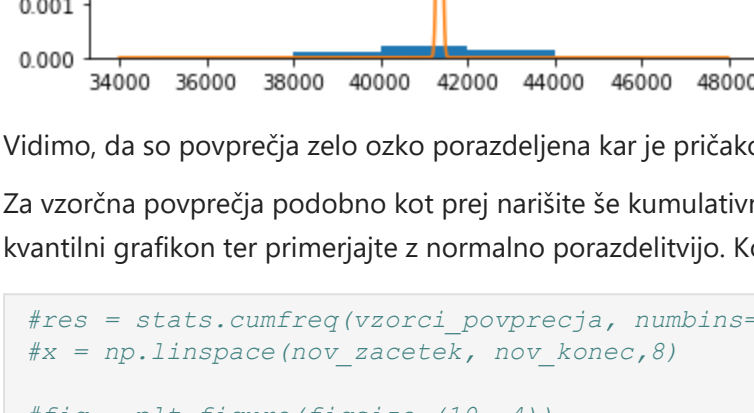 0.001
0.000
34000 36000 38000 40000 42000 44000 46000 48000
Vidimo, da so povprečja zelo ozko porazdeljena kar je
Za vzorčna povprečja podobno kot prej narišite še
kvantilni grafikon ter primerjajte z normalno porazdelitvijo.
#res = stats.cumfreq(vzorci_povprecja, numbins=
#x = np.linspace(nov_zacetek, nov_konec,8)